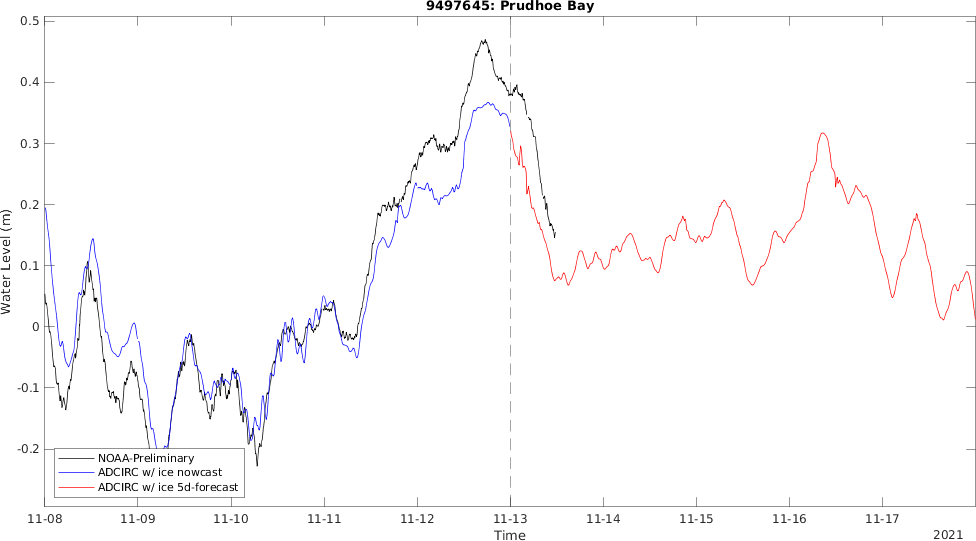 9497645: Prudhoe Bay
0.5
0.4
0.3
0.2
0.1
0
-0.1
-0.2
Water Level (m)
NOAA-Preliminary
ADCIRC w/ ice nowcast
ADCIRC w/ ice 5d-forecast
11-08 11-09 11-10 11-11 11-12 11-13 11-14 11-15 11-16 11-17
Time
2021